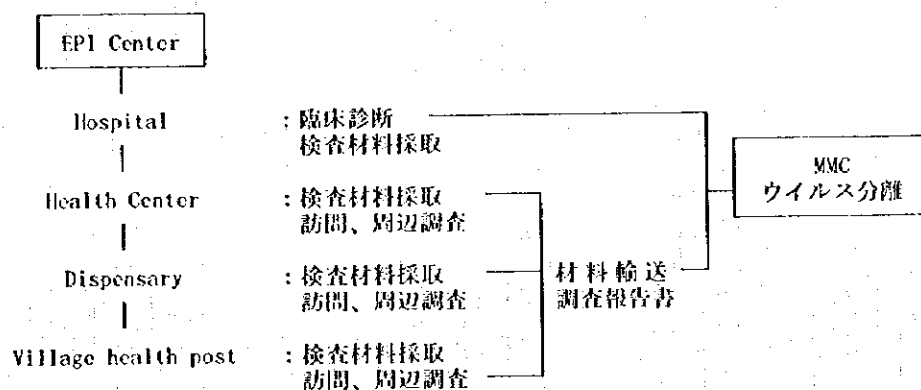 EPI Center
Hospital
：臨床診断
検査材料採取
Health Center
：検査材料採取
訪問、周辺調査
Dispensary
：検査材料採取
訪問、周辺調査
Village health post
：検査材料採取
訪問、周辺調査
材料輸送
調査報告書
MMC
ウイルス分離